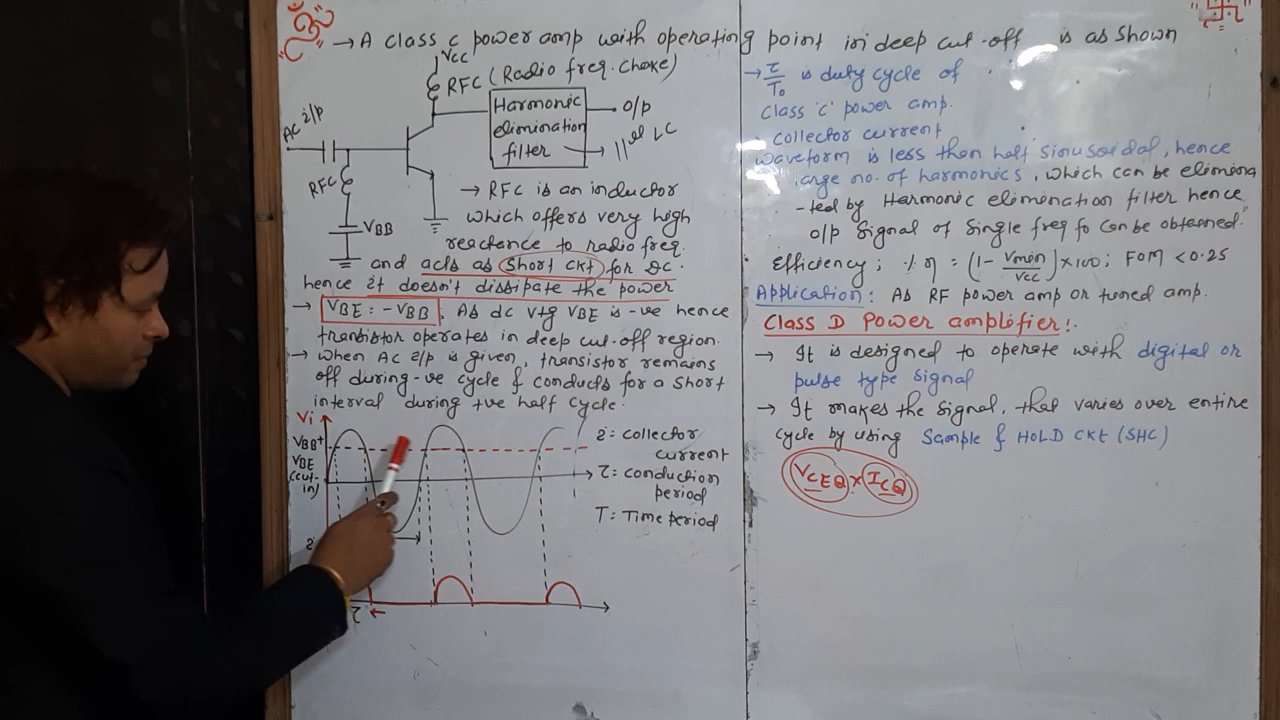 → A class c power amp with operating point in deep cut-off is as shown
Vcc
RFC (Radio freq. choke)
AC i/p
Harmonic
elimination
filter
o/p
||el LC
RFC
VBB
→ RFC is an inductor
which offers very high
reactence to radio freq.
and acts as short ckt for DC.
hence it doesn't dissipate the power
→ VBE = -VBB. As dc vtg VBE is -ve hence
transistor operates in deep cut-off region.
→ when AC i/p is given, transistor remains
off during -ve cycle & conducts for a short
interval during +ve half cycle.
Vi
VBB+
VBE
(cut-
in)
i: collector
current
τ: conduction
period
T: Time period
τ
→ τ/T₀ is duty cycle of
class 'c' power amp.
collector current
waveform is less than half sinusoidal, hence
large no. of harmonics, which can be elimina
-ted by Harmonic elimination filter hence
o/p signal of single freq fo can be obtained.
Efficiency; % η = (1 - Vmin/Vcc) × 100; FOM < 0.25
Application: As RF power amp or tuned amp.
Class D Power amplifier:
→ It is designed to operate with digital or
pulse type signal
→ It makes the signal, that varies over entire
cycle by using Sample & HOLD CKt (SHC)
VCEQ × ICQ